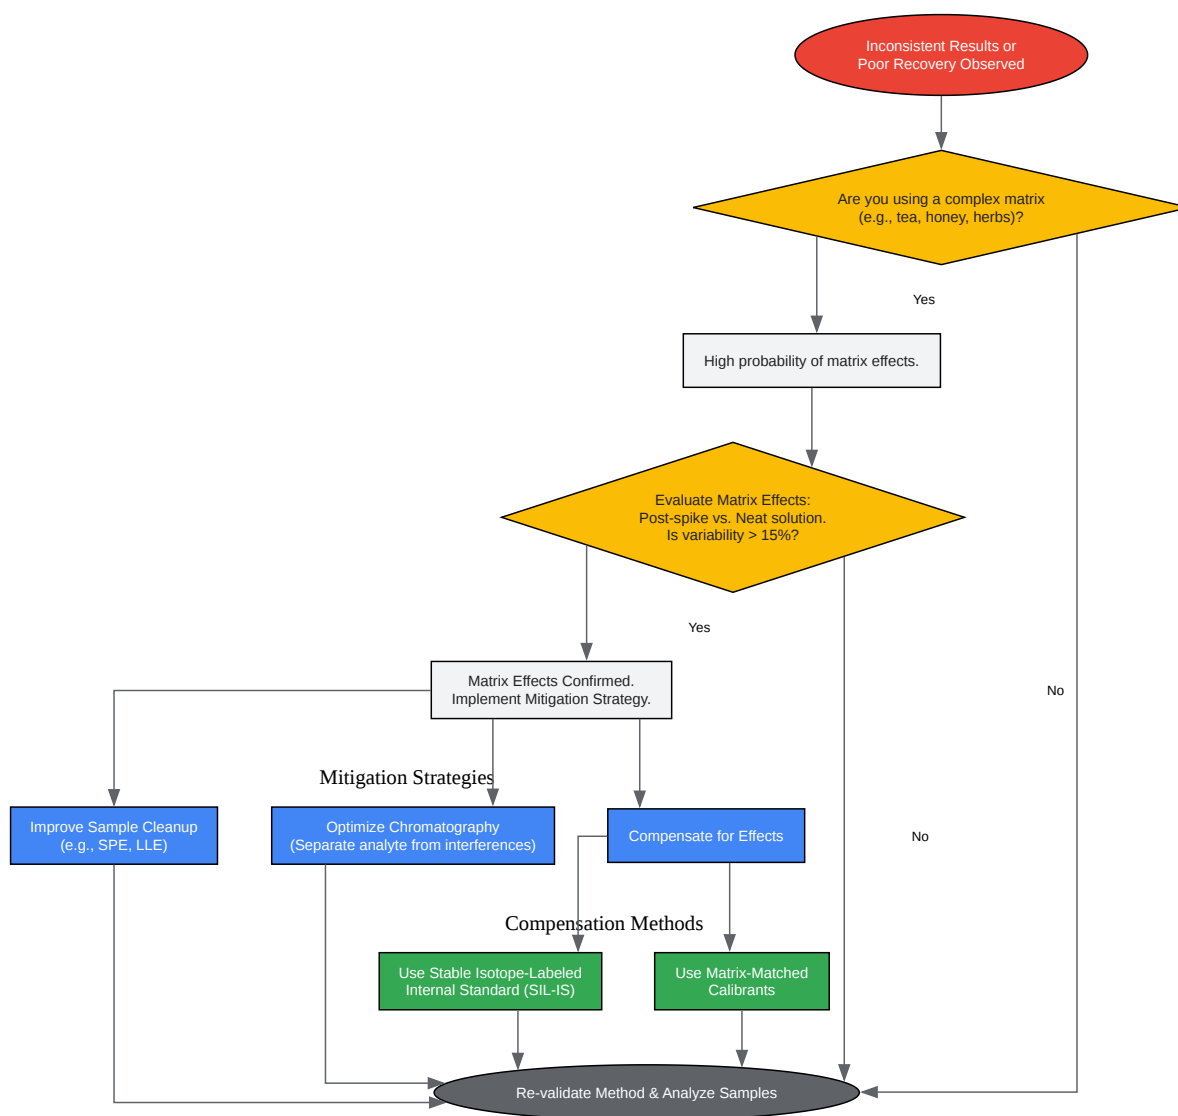 Inconsistent Results or
Poor Recovery Observed
Are you using a complex matrix
(e.g., tea, honey, herbs)?
Yes
High probability of matrix effects.
Evaluate Matrix Effects:
Post-spike vs. Neat solution.
Is variability > 15%?
Yes
Matrix Effects Confirmed.
Implement Mitigation Strategy.
No
Mitigation Strategies
Improve Sample Cleanup
(e.g., SPE, LLE)
Optimize Chromatography
(Separate analyte from interferences)
Compensate for Effects
No
Compensation Methods
Use Stable Isotope-Labeled
Internal Standard (SIL-IS)
Use Matrix-Matched
Calibrants
Re-validate Method & Analyze Samples